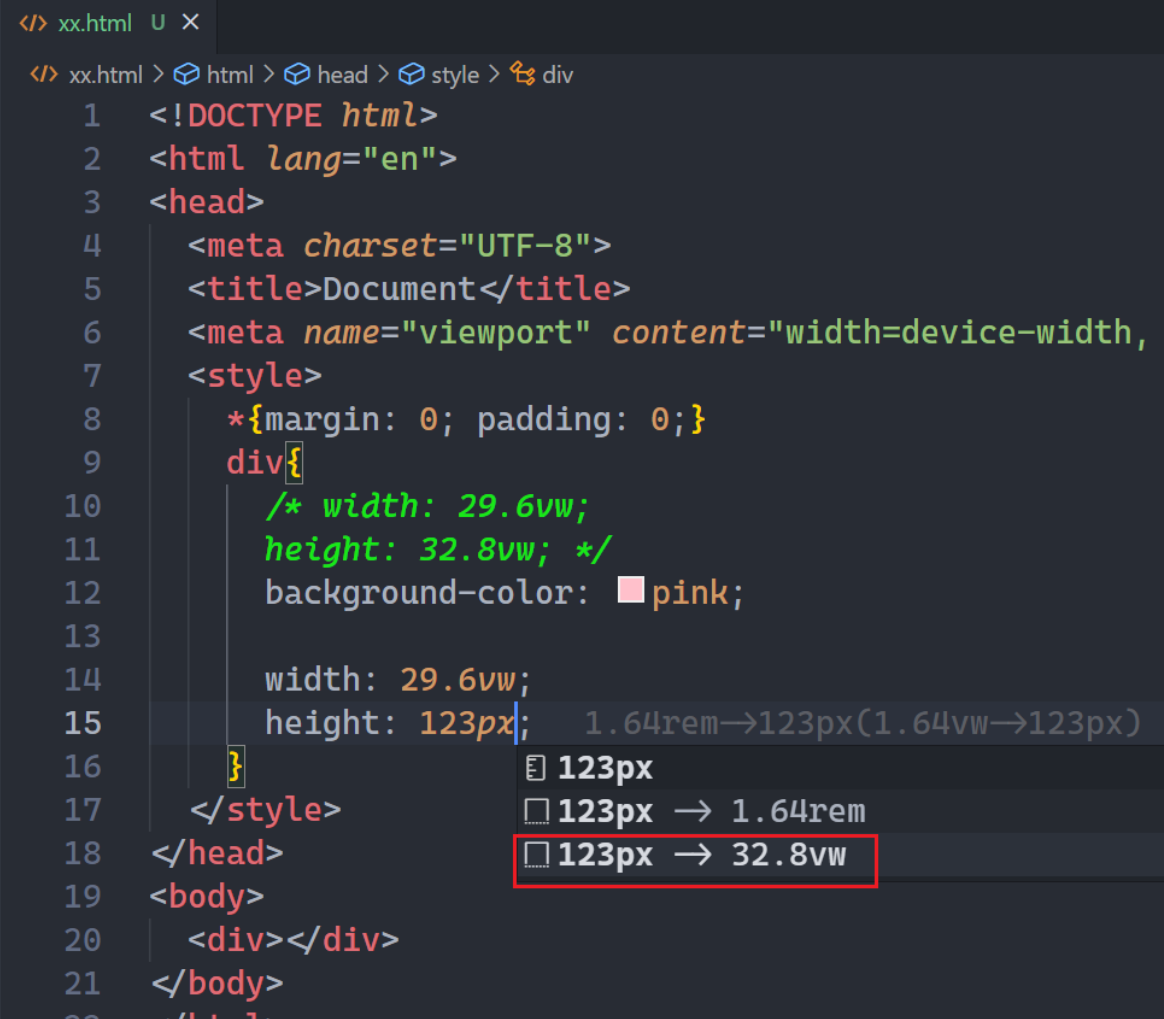 xx.html U
xx.html > html > head > style > div
1 <!DOCTYPE html>
2 <html lang="en">
3 <head>
4 <meta charset="UTF-8">
5 <title>Document</title>
6 <meta name="viewport" content="width=device-width,
7 <style>
8 *{margin: 0; padding: 0;}
9 div{
10 /* width: 29.6vw;
11 height: 32.8vw; */
12 background-color: pink;
13
14 width: 29.6vw;
15 height: 123px; 1.64rem->123px(1.64vw->123px)
16 }
123px
17 </style>
123px -> 1.64rem
18 </head>
123px -> 32.8vw
19 <body>
20 <div></div>
21 </body>